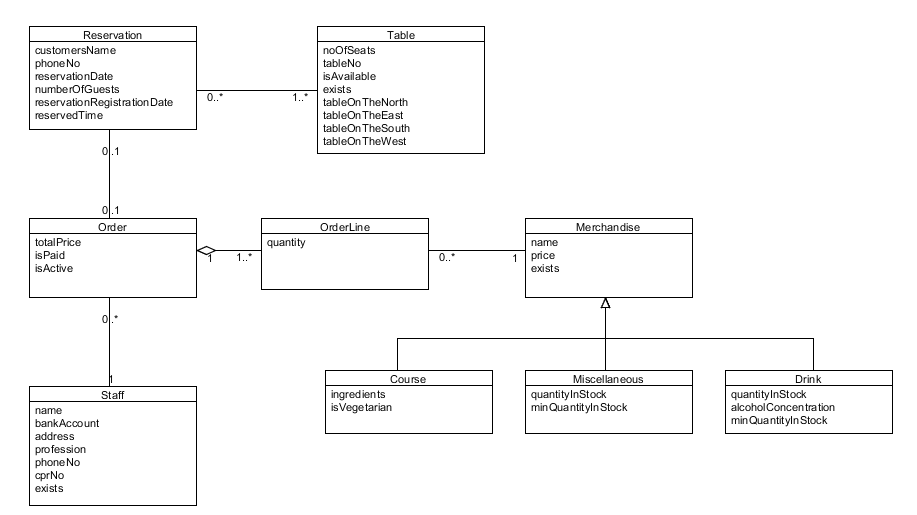 Reservation
customersName
phoneNo
reservationDate
numberOfGuests
reservationRegistrationDate
reservedTime
Table
noOfSeats
tableNo
isAvailable
exists
tableOnTheNorth
tableOnTheEast
tableOnTheSouth
tableOnTheWest
0..*
1..*
0..1
0..1
Order
totalPrice
isPaid
isActive
1
1..*
OrderLine
quantity
0..*
1
Merchandise
name
price
exists
0..*
1
Staff
name
bankAccount
address
profession
phoneNo
cprNo
exists
Course
ingredients
isVegetarian
Miscellaneous
quantityInStock
minQuantityInStock
Drink
quantityInStock
alcoholConcentration
minQuantityInStock